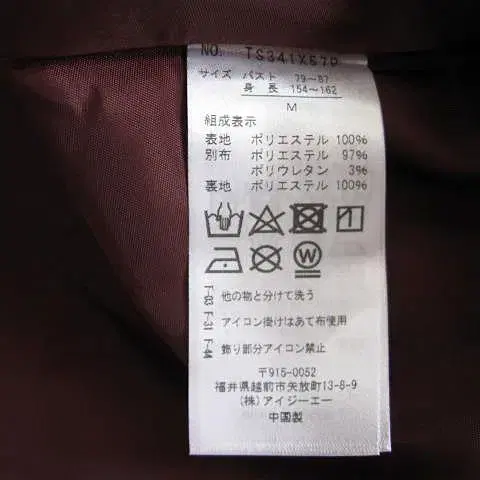 NO. TS341X67P
サイズ バスト 79～87
身長 154～162
M
組成表示
表地 ポリエステル 100%
別布 ポリエステル 97%
ポリウレタン 3%
裏地 ポリエステル 100%
W
F-03 他の物と分けて洗う
F-31 アイロン掛けはあて布使用
F-44 飾り部分アイロン禁止
〒915-0052
福井県越前市矢放町13-8-9
(株)アイジーエー
中国製